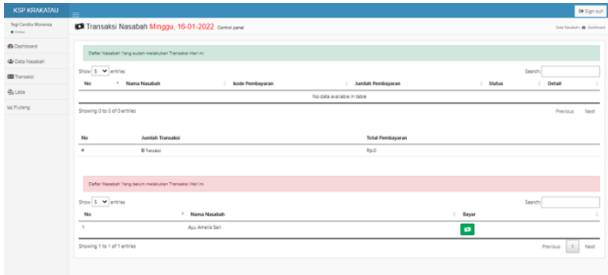 KSP KRAKATAU
Sign out
Transaksi Nasabah Minggu, 16-01-2022 Control panel
Data Nasabah Dashboard
Online
Dashboard
Data Nasabah
Transaksi
Laba
Piutang
Daftar Nasabah Yang sudah melakukan Transaksi Hari ini
Show 5 entries
Search:
No Nama Nasabah kode Pembayaran Jumlah Pembayaran Status Detail
No data available in table
Showing 0 to 0 of 0 entries
Previous Next
No Jumlah Transaksi Total Pembayaran
# 0 Transaksi Rp.0
Daftar Nasabah Yang belum melakukan Transaksi Hari ini
Show 5 entries
Search:
No Nama Nasabah Bayar
1 Ayu Amelia Sari
Showing 1 to 1 of 1 entries
Previous 1 Next